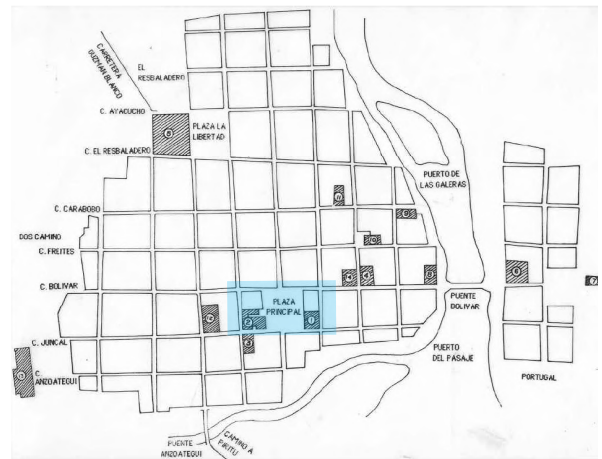 CARRETERA
GUZMAN BLANCO
EL
RESBALADERO
C. AYACUCHO
PLAZA LA
LIBERTAD
C. EL RESBALADERO
PUERTO DE
LAS GALERAS
C. CARABOBO
DOS CAMINO
C. FREITES
C. BOLIVAR
PLAZA
PRINCIPAL
PUENTE
BOLIVAR
C. JUNCAL
PUERTO
DEL PASAJE
C.
ANZOATEGUI
PORTUGAL
PUENTE
ANZOATEGUI
CAMINO A
PIRITU